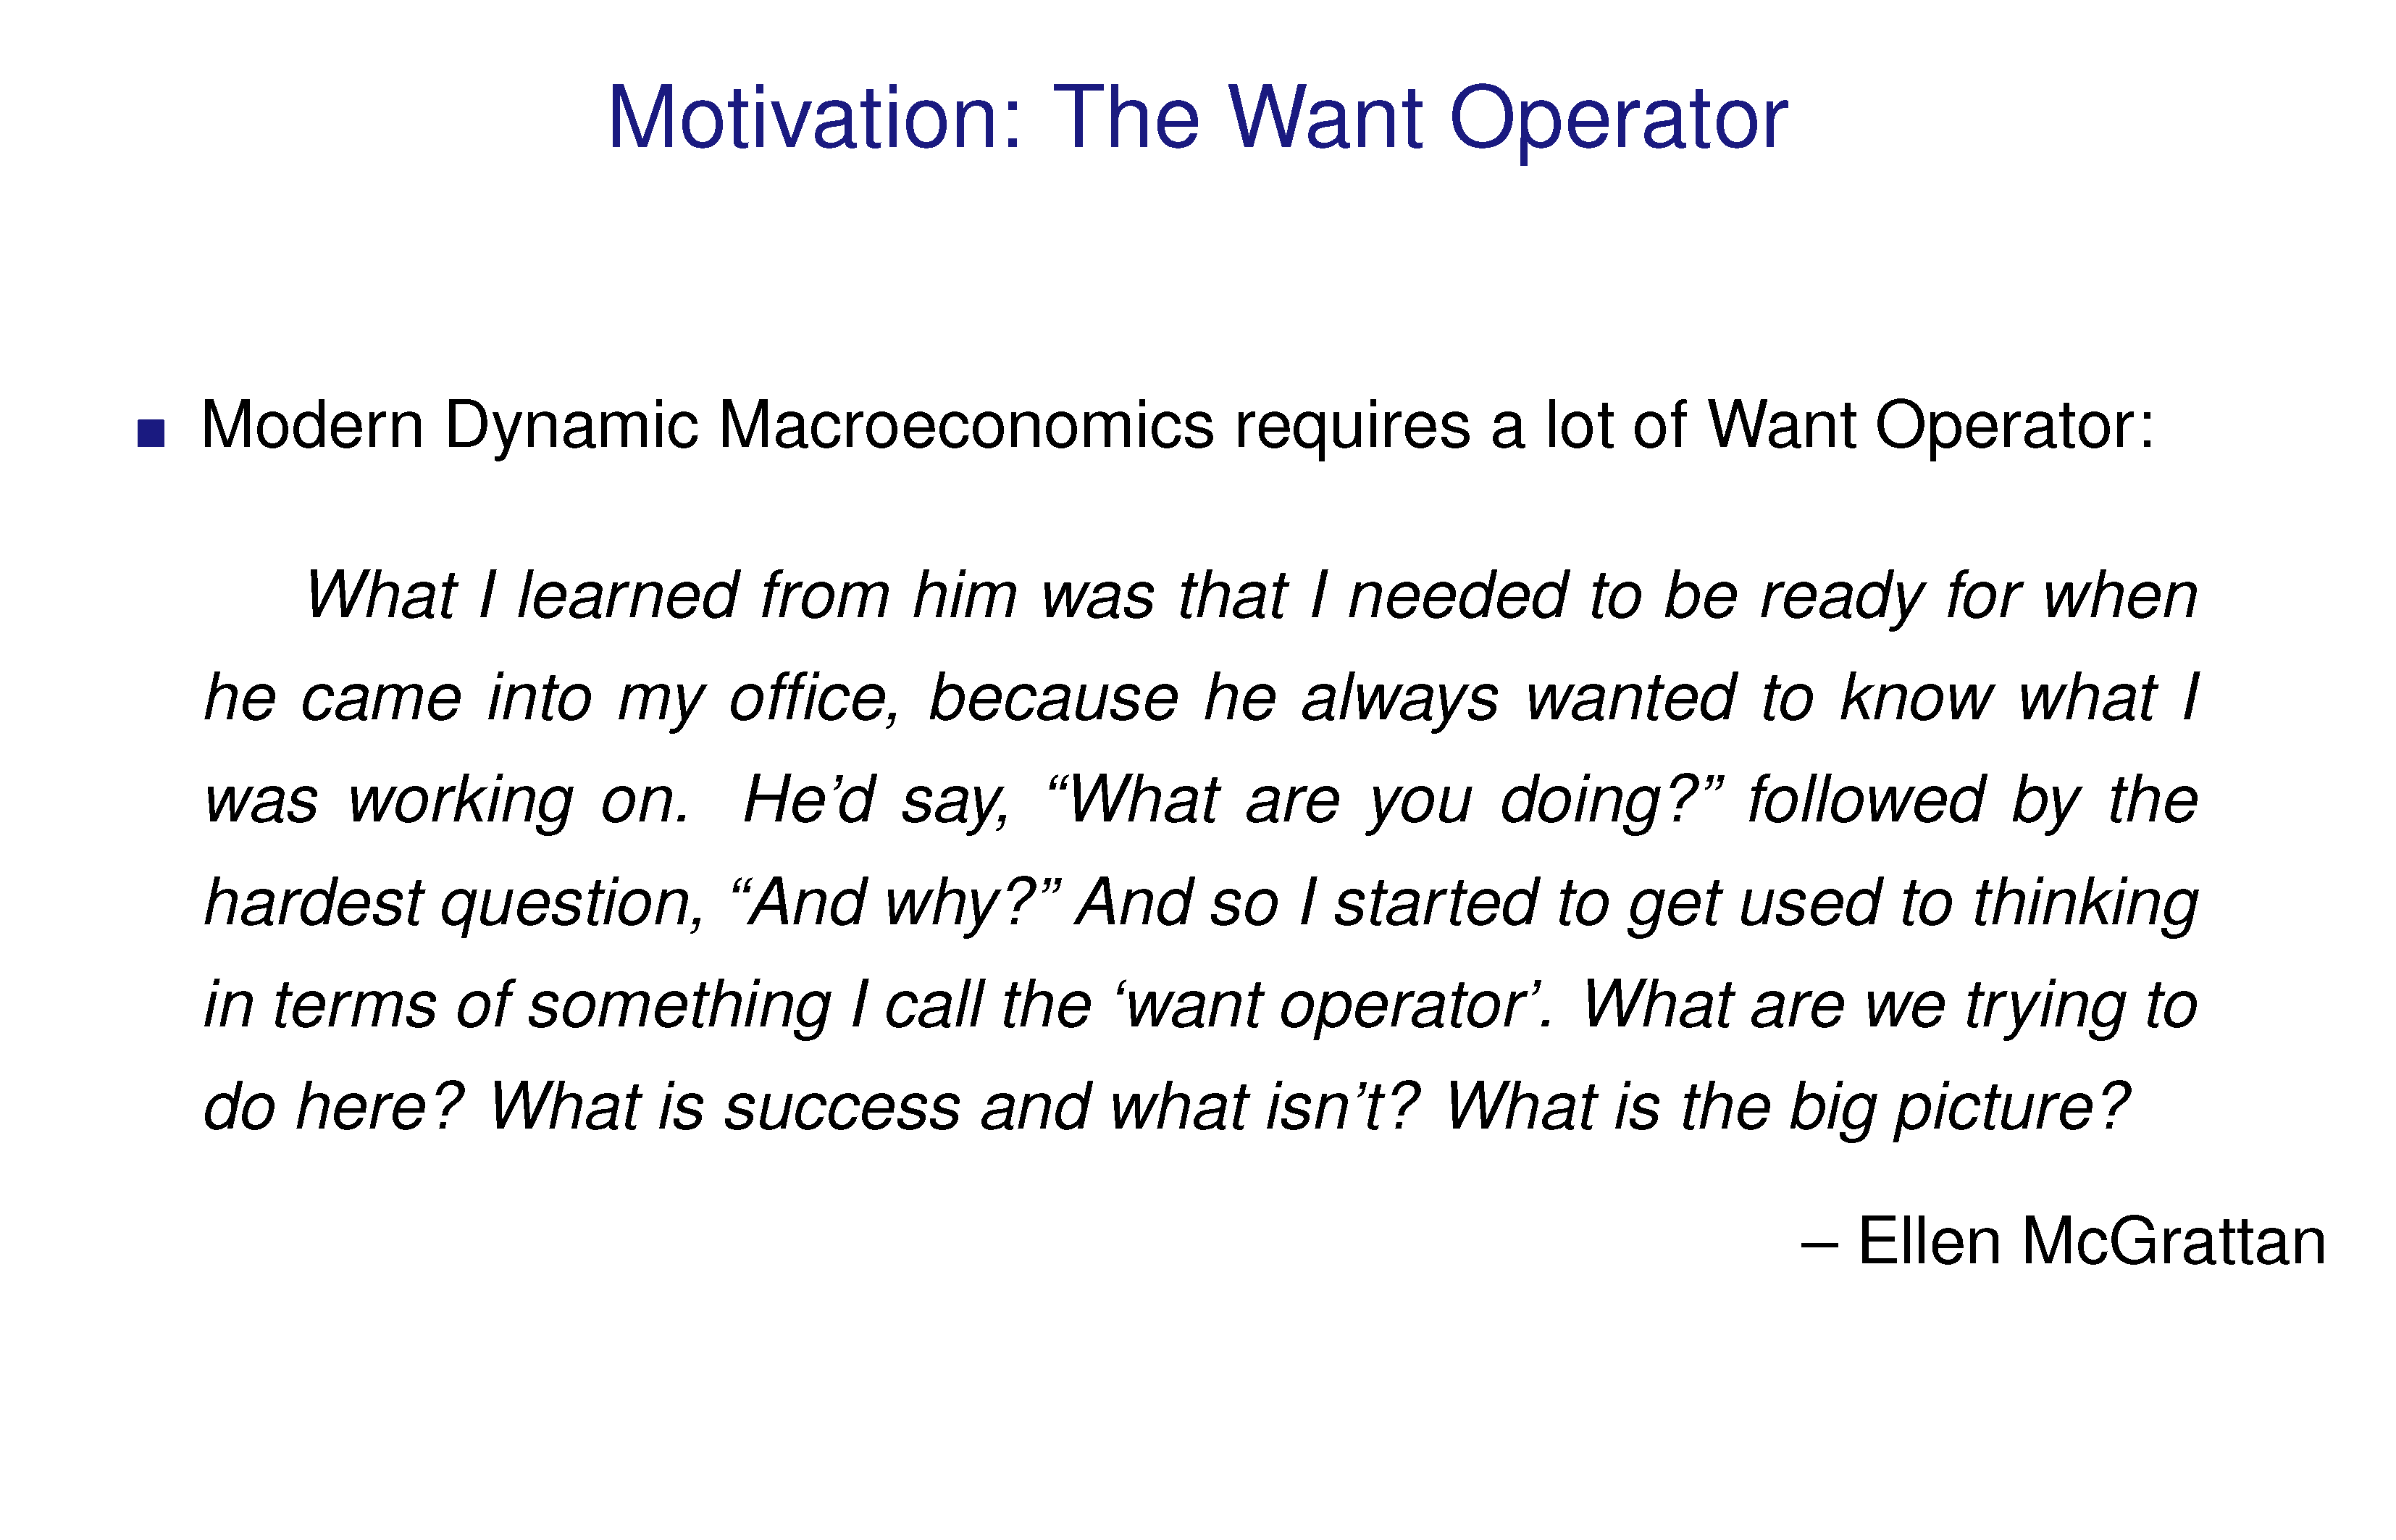 Motivation: The Want Operator
Modern Dynamic Macroeconomics requires a lot of Want Operator:
What I learned from him was that I needed to be ready for when
he came into my office, because he always wanted to know what I
was working on. He’d say, “What are you doing?” followed by the
hardest question, “And why?” And so I started to get used to thinking
in terms of something I call the ‘want operator’. What are we trying to
do here? What is success and what isn’t? What is the big picture?
– Ellen McGrattan